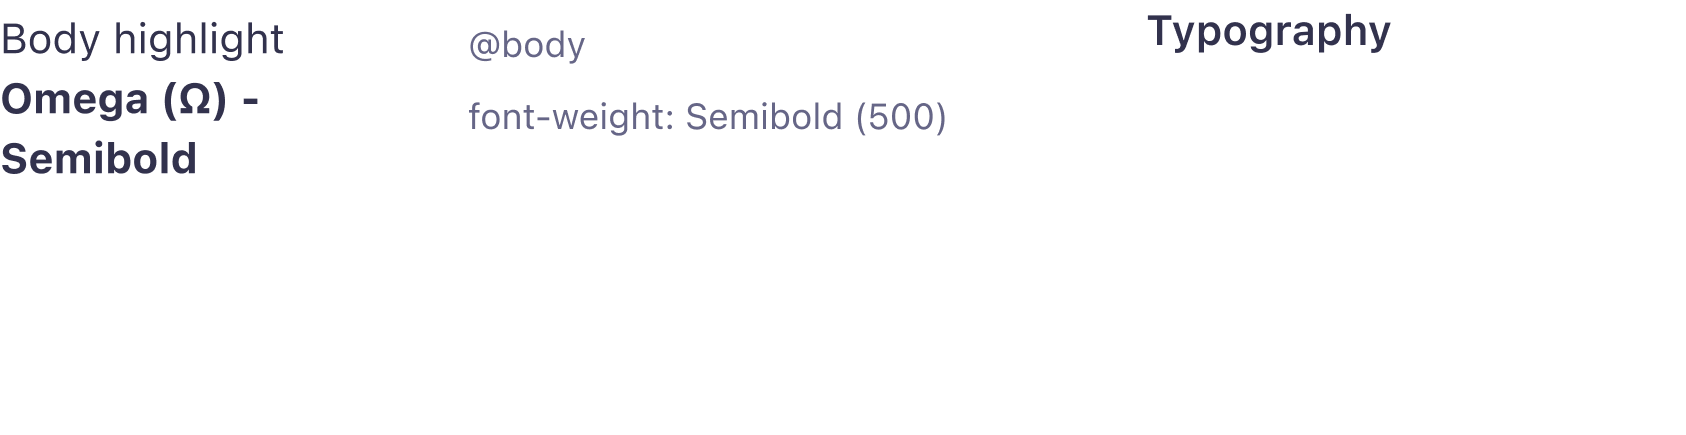 Body highlight
Omega (Ω) -
Semibold
@body
font-weight: Semibold (500)
Typography